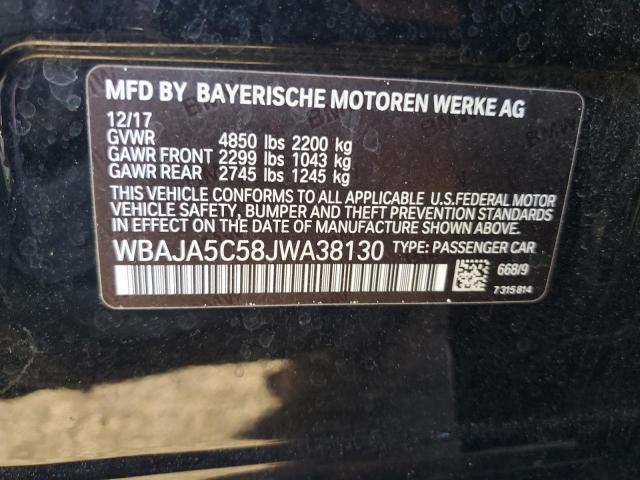 MFD BY BAYERISCHE MOTOREN WERKE AG
12/17
GVWR 4850 lbs 2200 kg
GAWR FRONT 2299 lbs 1043 kg
GAWR REAR 2745 lbs 1245 kg
THIS VEHICLE CONFORMS TO ALL APPLICABLE U.S.FEDERAL MOTOR
VEHICLE SAFETY, BUMPER AND THEFT PREVENTION STANDARDS
IN EFFECT ON THE DATE OF MANUFACTURE SHOWN ABOVE.
WBAJA5C58JWA38130 TYPE: PASSENGER CAR
668/9
7315814